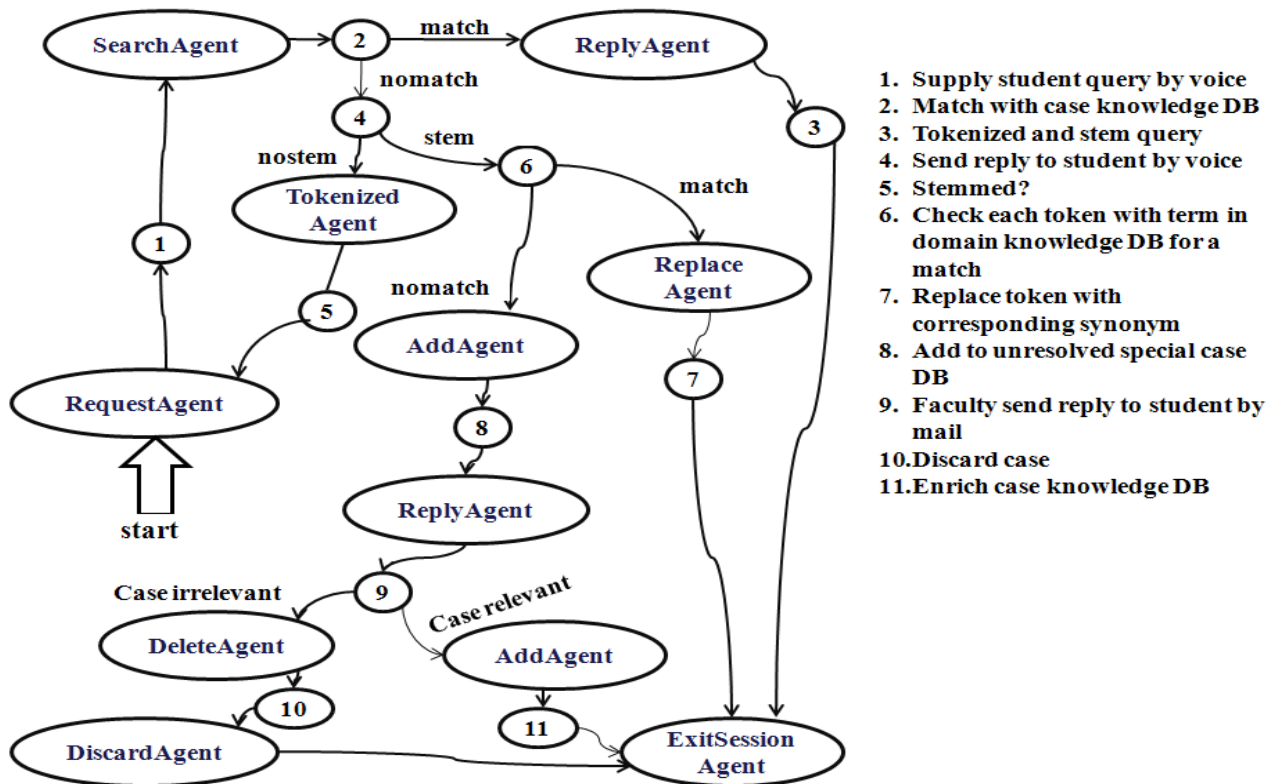 SearchAgent
2
match
ReplyAgent
nomatch
4
stem
3
nostem
6
Tokenized
Agent
match
1
Replace
Agent
nomatch
5
AddAgent
7
RequestAgent
8
start
ReplyAgent
9
Case irrelevant
Case relevant
DeleteAgent
AddAgent
10
11
DiscardAgent
ExitSession
Agent
1. Supply student query by voice
2. Match with case knowledge DB
3. Tokenized and stem query
4. Send reply to student by voice
5. Stemmed?
6. Check each token with term in
domain knowledge DB for a
match
7. Replace token with
corresponding synonym
8. Add to unresolved special case
DB
9. Faculty send reply to student by
mail
10.Discard case
11.Enrich case knowledge DB